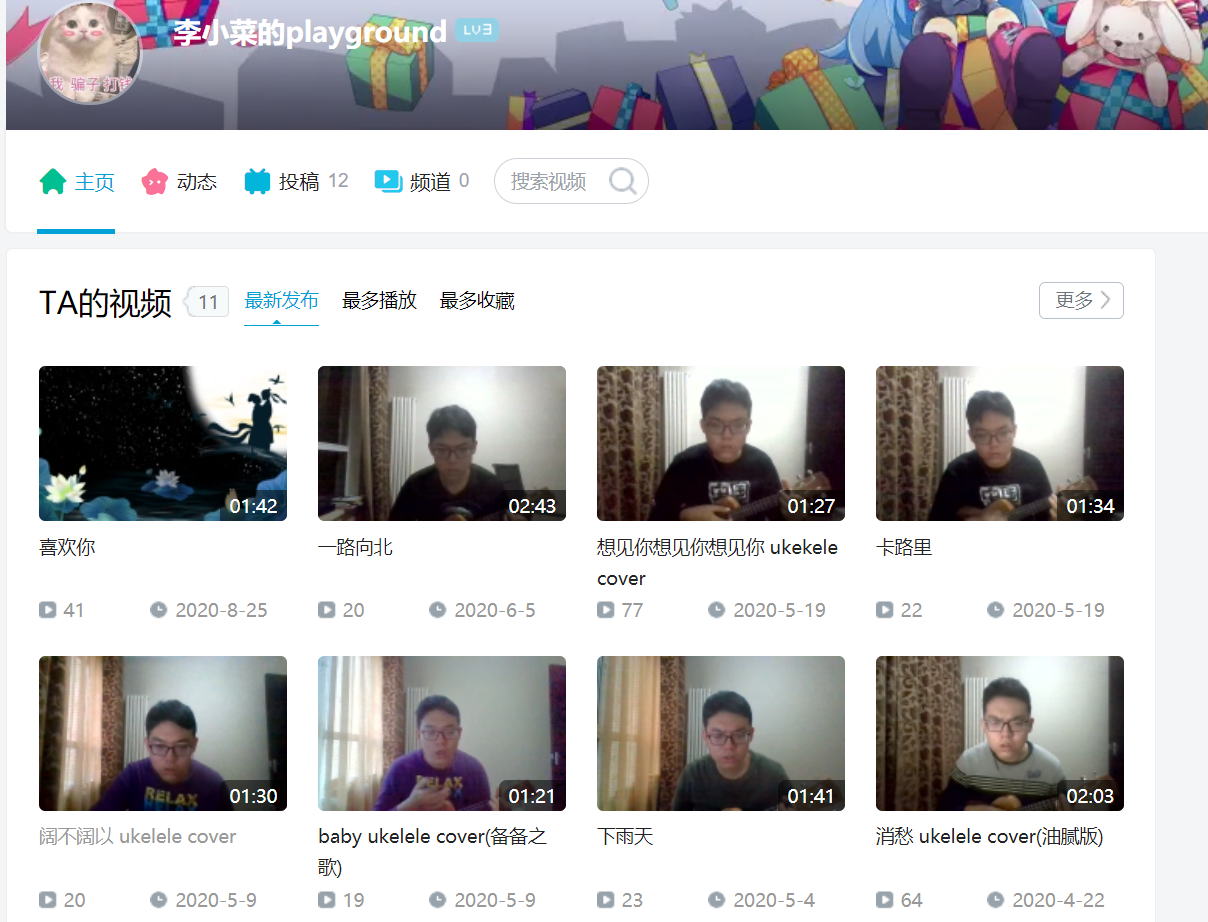 李小菜的playground LV3
我 骗子 打钱
主页 动态 投稿 12 频道 0 搜索视频
TA的视频 11 最新发布 最多播放 最多收藏 更多
01:42 02:43 01:27 01:34
喜欢你 一路向北 想见你想见你想见你 ukekele 卡路里
cover
41 2020-8-25 20 2020-6-5 77 2020-5-19 22 2020-5-19
RELAX RELAX
01:30 01:21 01:41 02:03
阔不阔以 ukelele cover baby ukelele cover(备备之 下雨天 消愁 ukelele cover(油腻版)
歌)
20 2020-5-9 19 2020-5-9 23 2020-5-4 64 2020-4-22